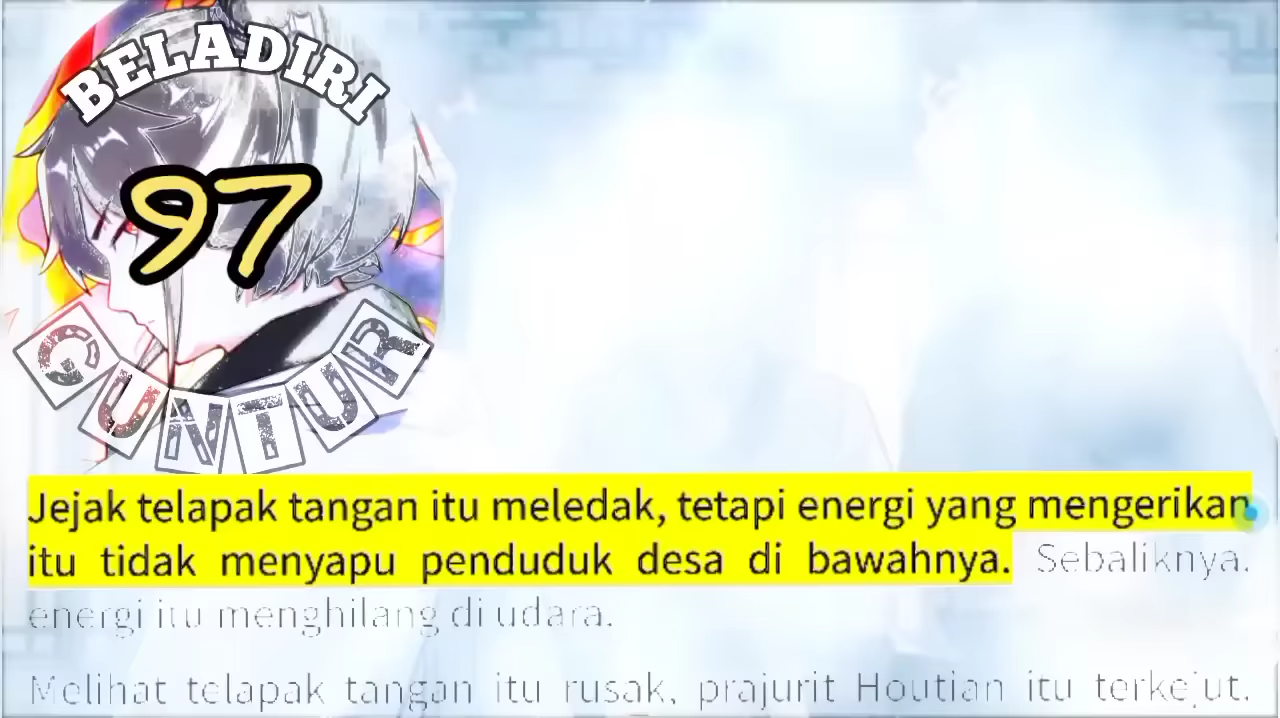 BELADIRI
97
GUNTUR
Jejak telapak tangan itu meledak, tetapi energi yang mengerikan
itu tidak menyapu penduduk desa di bawahnya. Sebaliknya.
energi itu menghilang di udara.
Melihat telapak tangan itu rusak, prajurit Houtian itu terkejut.